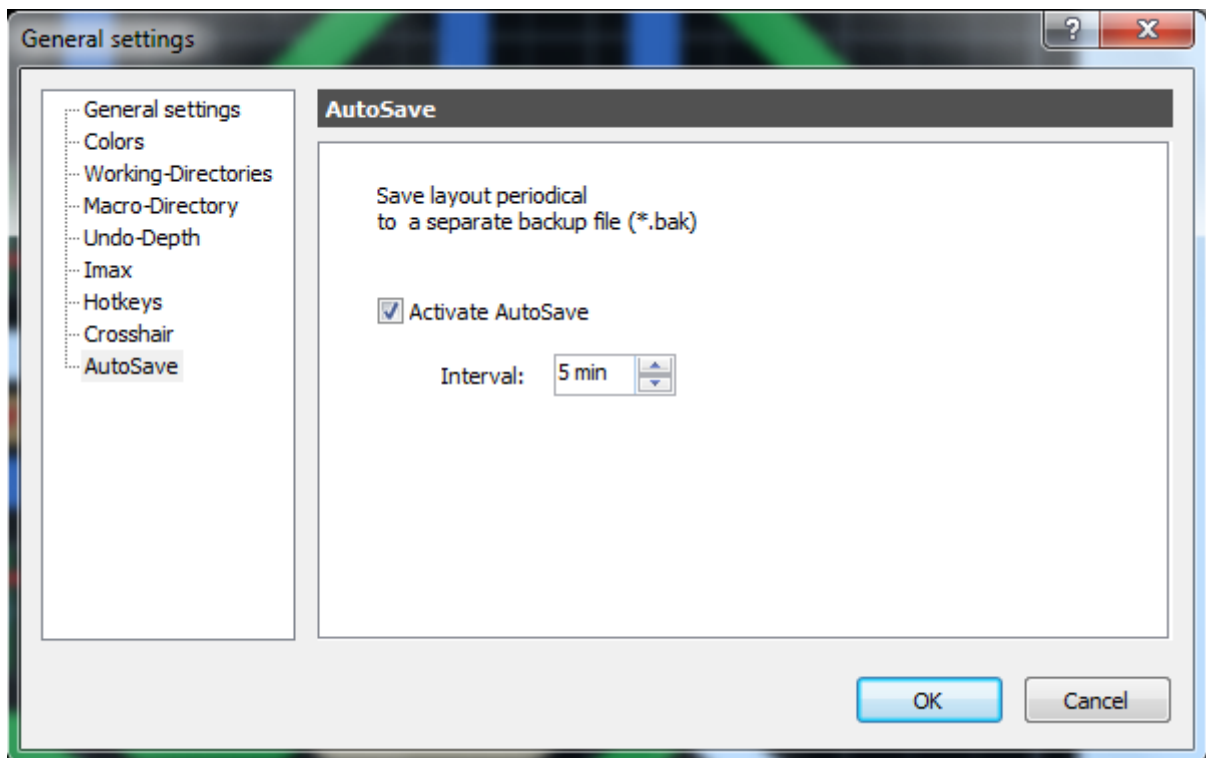 General settings
?
General settings
Colors
Working-Directories
Macro-Directory
Undo-Depth
Imax
Hotkeys
Crosshair
AutoSave
AutoSave
Save layout periodical
to  a separate backup file (*.bak)
Activate AutoSave
Interval:
5 min
OK
Cancel